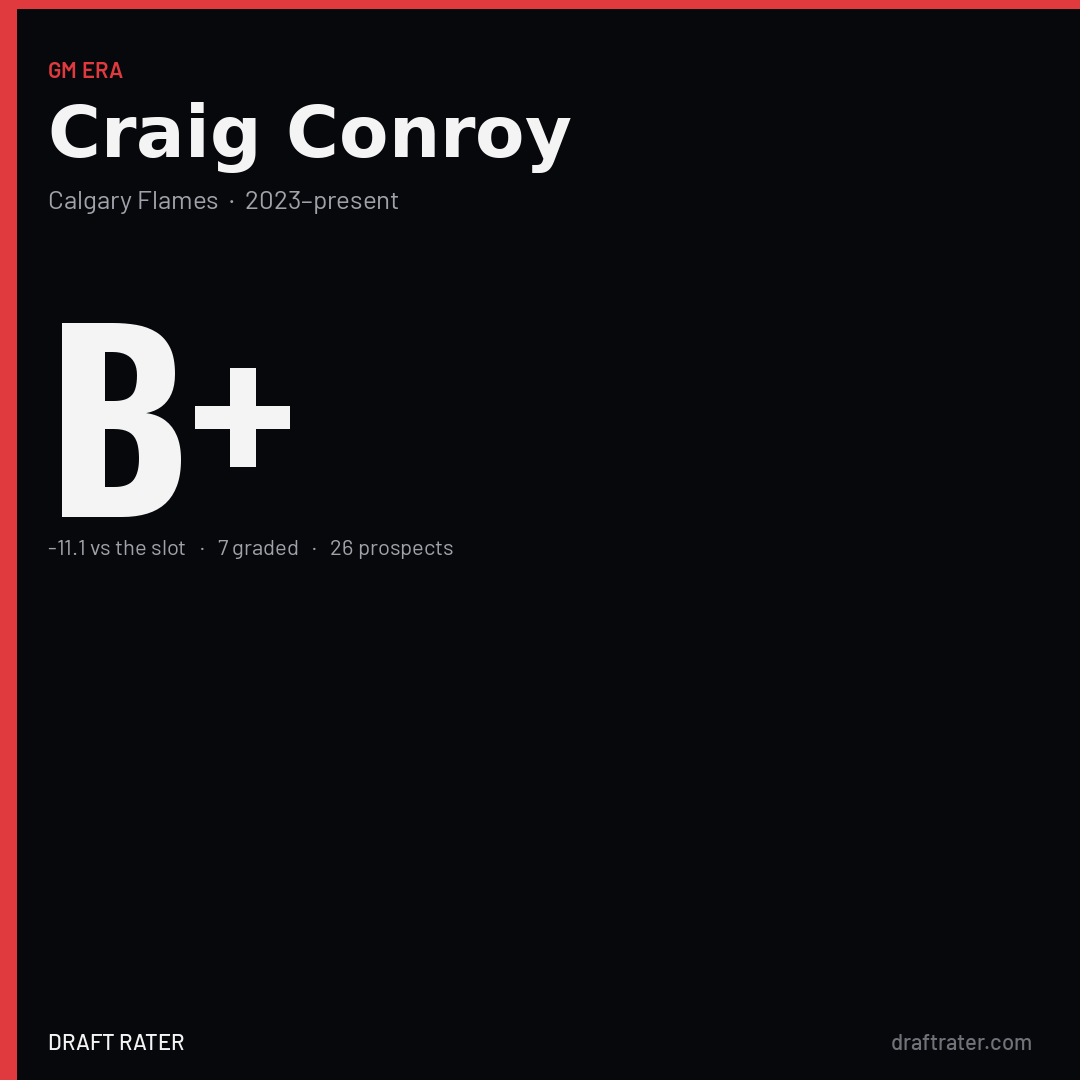 GM ERA
Craig Conroy
Calgary Flames · 2023–present
B+
-11.1 vs the slot · 7 graded · 26 prospects
DRAFT RATER
draftrater.com